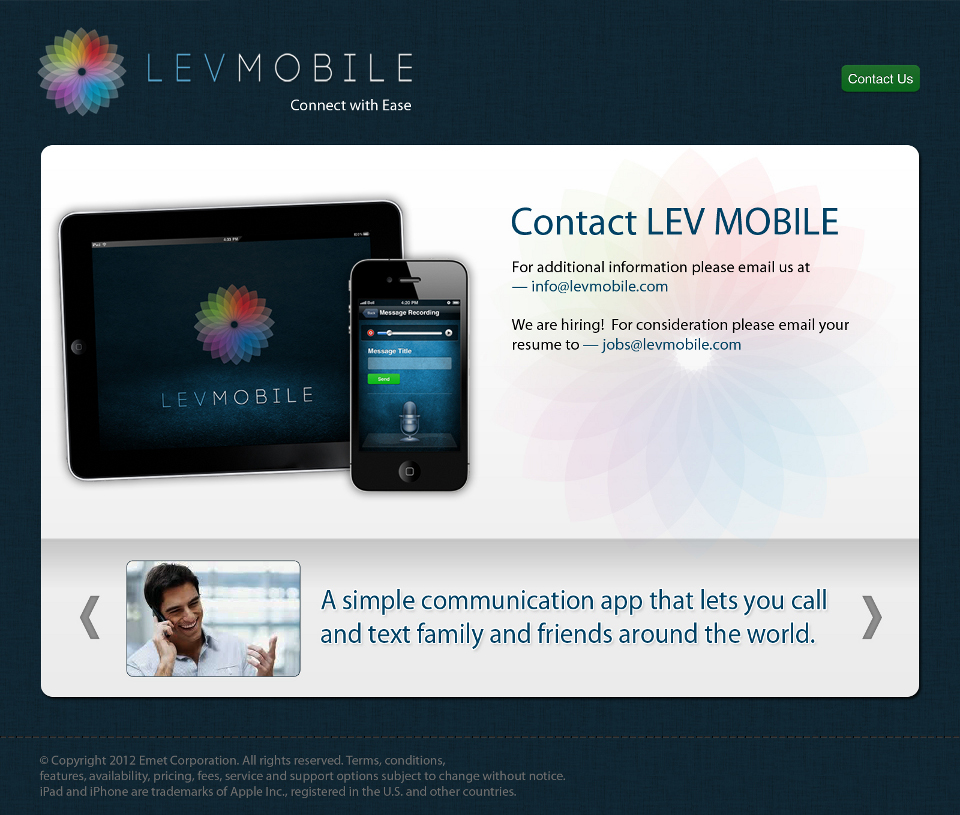 LEVMOBILE
Connect with Ease
Contact Us
Contact LEV MOBILE
For additional information please email us at
— info@levmobile.com
We are hiring!  For consideration please email your
resume to — jobs@levmobile.com
iPad
4:20 PM
LEVMOBILE
Bell
4:20 PM
Message Recording
Message Title
Send
A simple communication app that lets you call
and text family and friends around the world.
© Copyright 2012 Emet Corporation. All rights reserved. Terms, conditions,
features, availability, pricing, fees, service and support options subject to change without notice.
iPad and iPhone are trademarks of Apple Inc., registered in the U.S. and other countries.